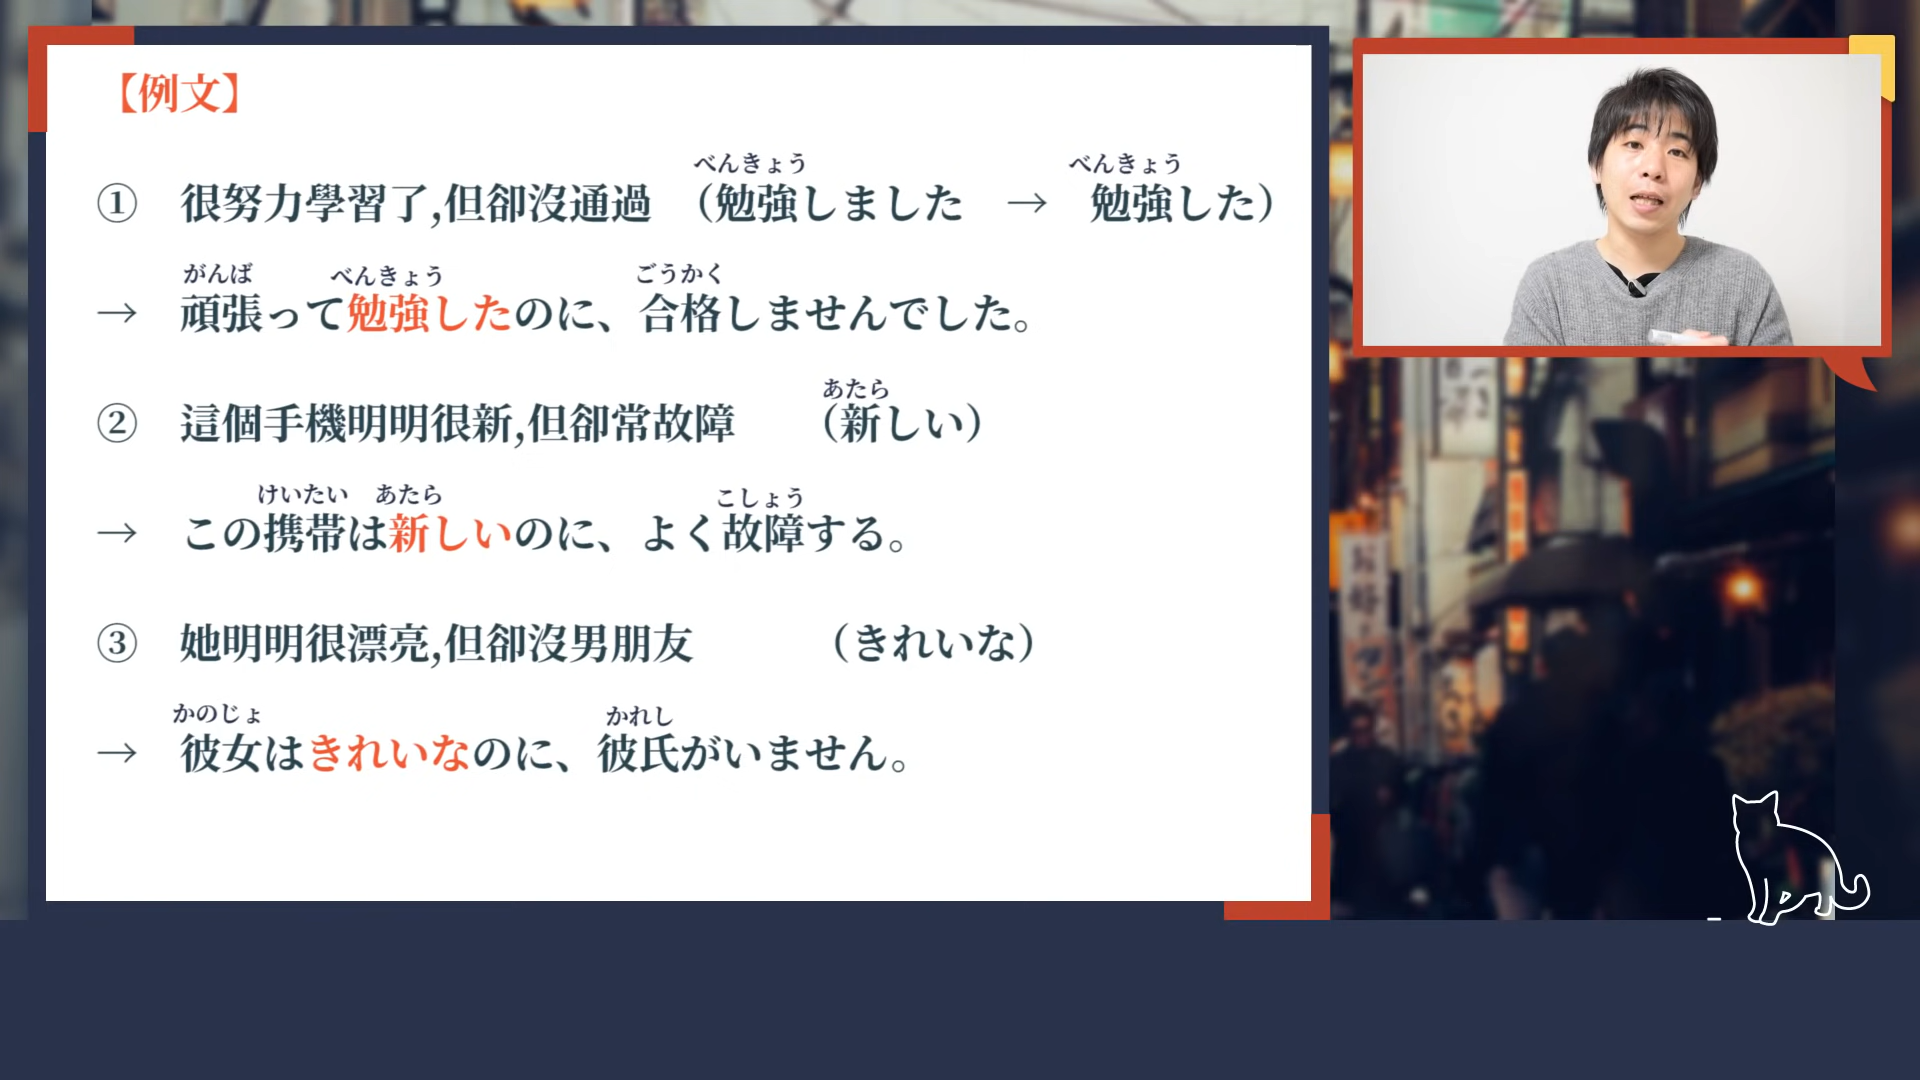 【例文】
べんきょう べんきょう
① 很努力學習了,但卻沒通過 （勉強しました → 勉強した）
がんば べんきょう ごうかく
→ 頑張って勉強したのに、合格しませんでした。
あたら
② 這個手機明明很新,但卻常故障 （新しい）
けいたい あたら こしょう
→ この携帯は新しいのに、よく故障する。
③ 她明明很漂亮,但卻沒男朋友 （きれいな）
かのじょ かれし
→ 彼女はきれいなのに、彼氏がいません。
お好